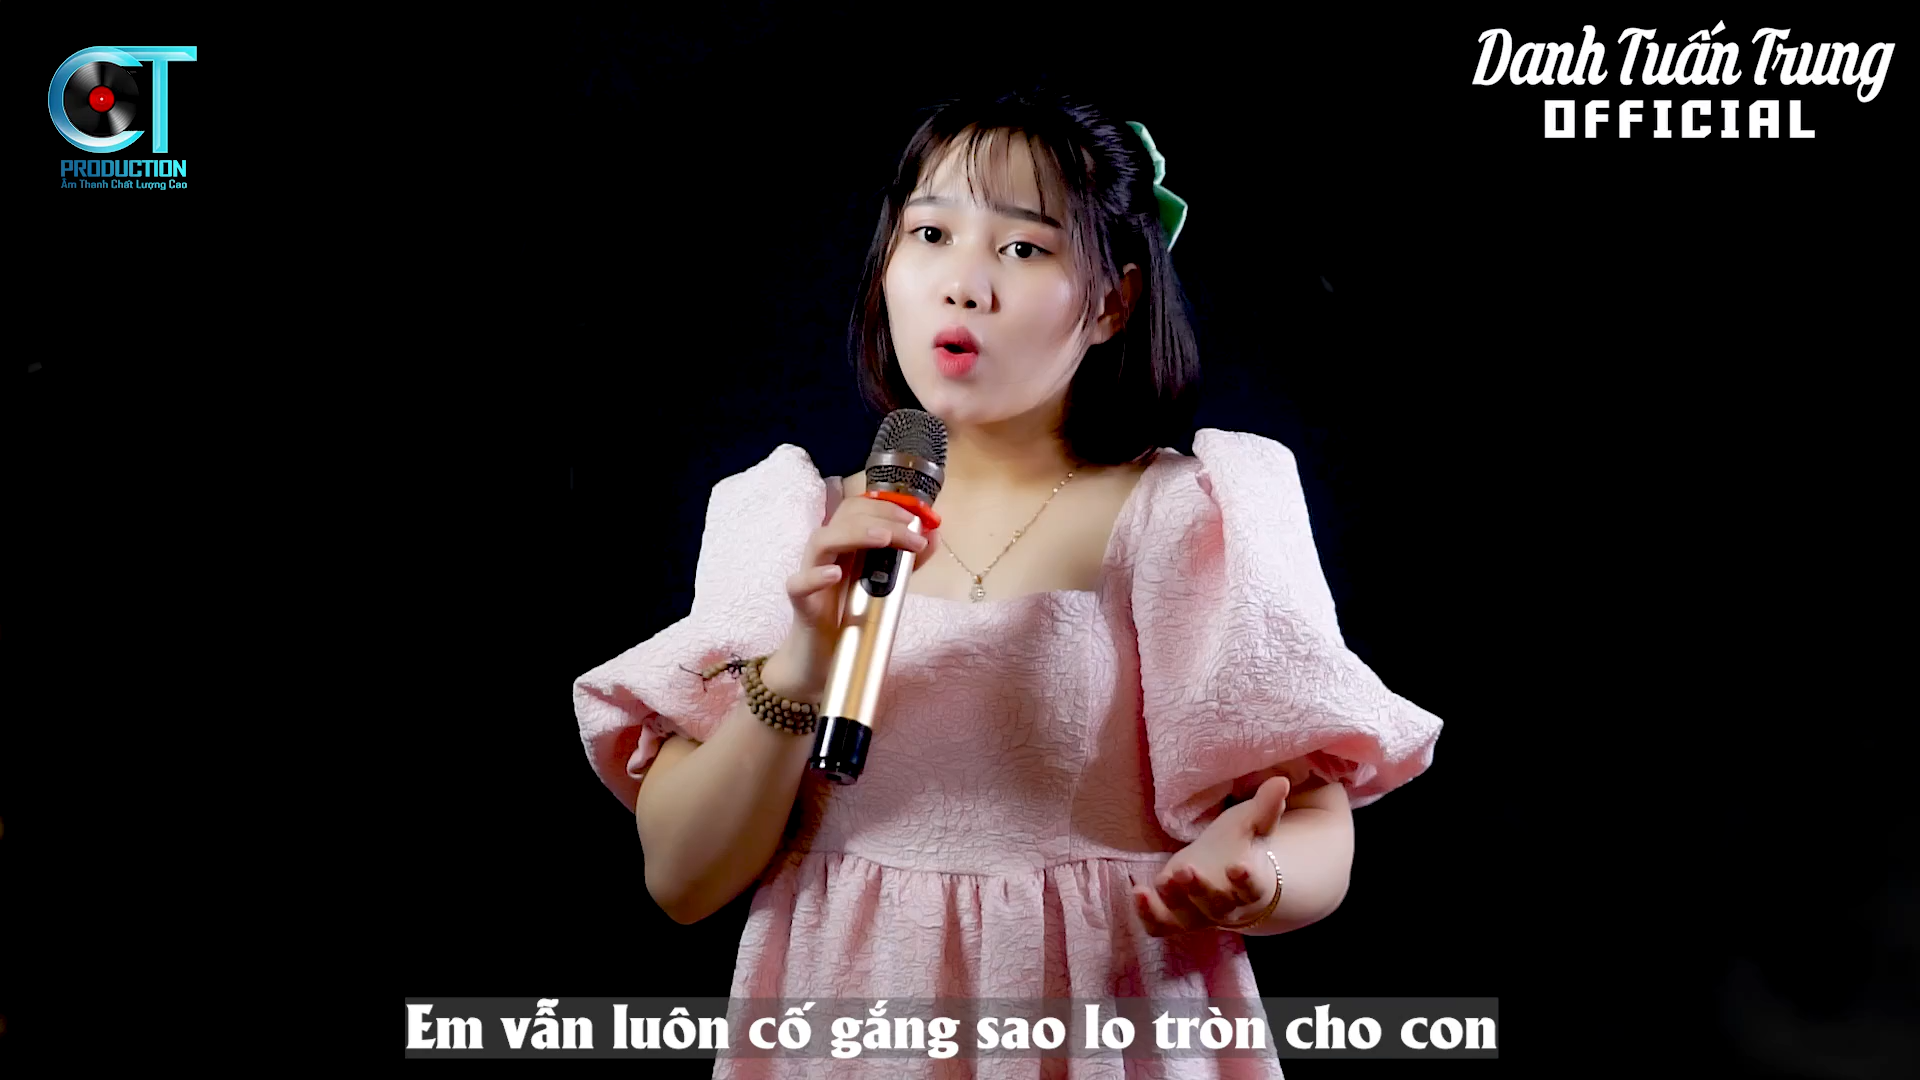 CT
PRODUCTION
Âm Thanh Chất Lượng Cao
Danh Tuấn Trung
OFFICIAL
Em vẫn luôn cố gắng sao lo tròn cho con